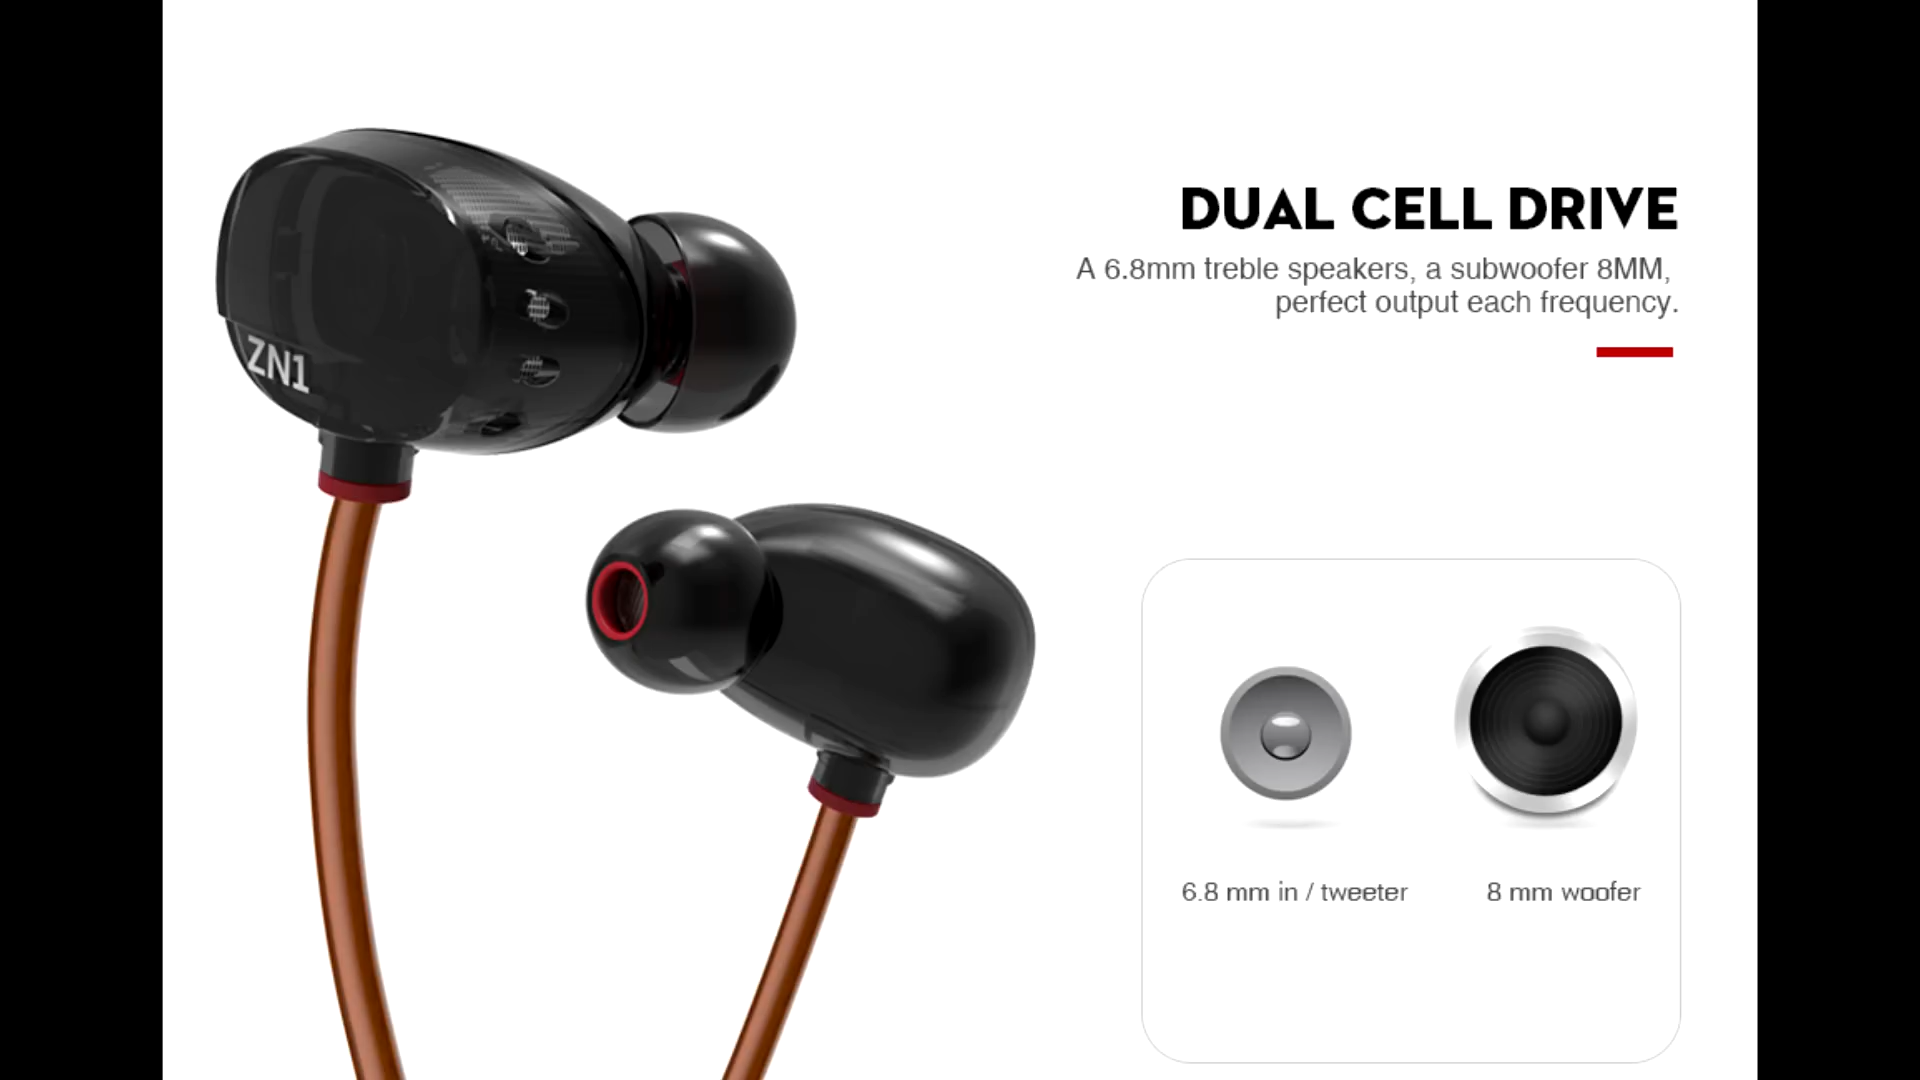 DUAL CELL DRIVE
A 6.8mm treble speakers, a subwoofer 8MM,
perfect output each frequency.
ZN1
6.8 mm in / tweeter
8 mm woofer